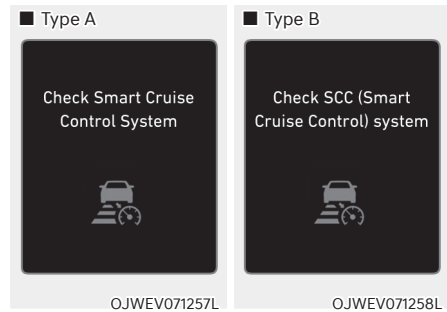 ■ Type A
Check Smart Cruise
Control System
OJWEV071257L
■ Type B
Check SCC (Smart
Cruise Control) system
OJWEV071258L